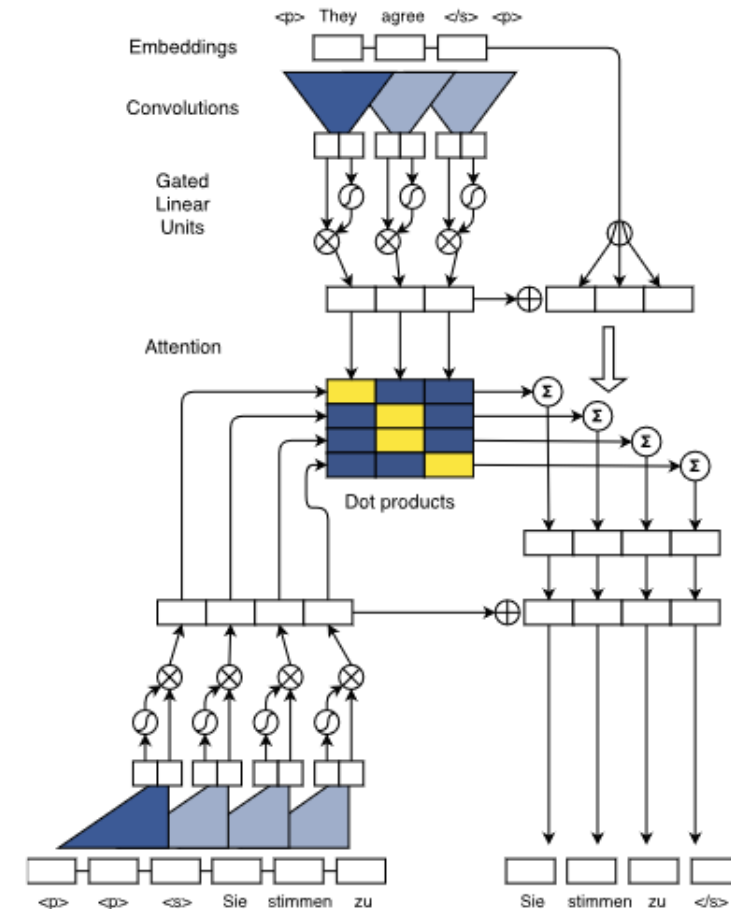 <p> They agree </s> <p>
Embeddings
Convolutions
Gated
Linear
Units
Attention
Σ
Σ
Σ
Σ
Dot products
<p> <p> <s> Sie stimmen zu
Sie stimmen zu </s>